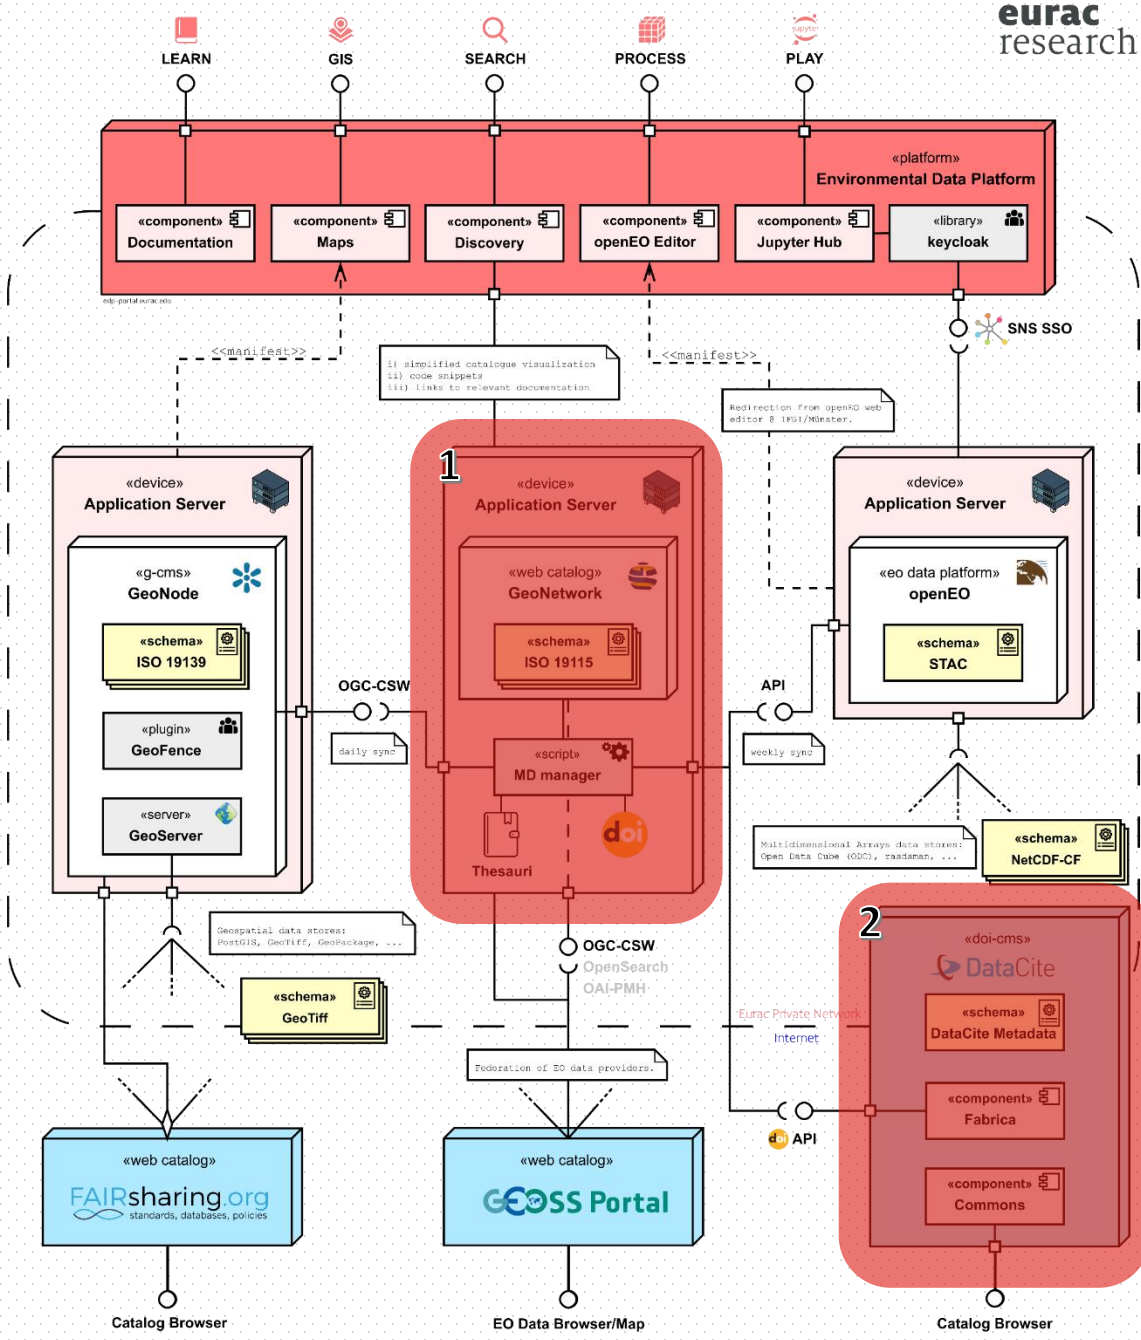 eurac
research
LEARN
GIS
SEARCH
PROCESS
jupyter
PLAY
«platform»
Environmental Data Platform
«component»
Documentation
«component»
Maps
«component»
Discovery
«component»
openEO Editor
«component»
Jupyter Hub
«library»
keycloak
edp-portal.eurac.edu
SNS SSO
<<manifest>>
i) simplified catalogue visualization
ii) code snippets
iii) links to relevant documentation
<<manifest>>
Redirection from openEO web
editor @ IFGI/Münster.
1
«device»
Application Server
«device»
Application Server
«device»
Application Server
«g-cms»
GeoNode
«web catalog»
GeoNetwork
«eo data platform»
openEO
«schema»
ISO 19139
«schema»
ISO 19115
«schema»
STAC
OGC-CSW
API
«plugin»
GeoFence
daily sync
«script»
MD manager
weekly sync
«server»
GeoServer
Thesauri
doi
Multidimensional Arrays data stores:
Open Data Cube (ODC), rasdaman, ...
«schema»
NetCDF-CF
Geospatial data stores:
PostGIS, GeoTiff, GeoPackage, ...
2
OGC-CSW
OpenSearch
OAI-PMH
«doi-cms»
DataCite
«schema»
GeoTiff
Eurac Private Network
Internet
«schema»
DataCite Metadata
Federation of EO data providers.
«component»
Fabrica
doi API
«web catalog»
FAIRsharing.org
standards, databases, policies
«web catalog»
GEOSS Portal
«component»
Commons
Catalog Browser
EO Data Browser/Map
Catalog Browser